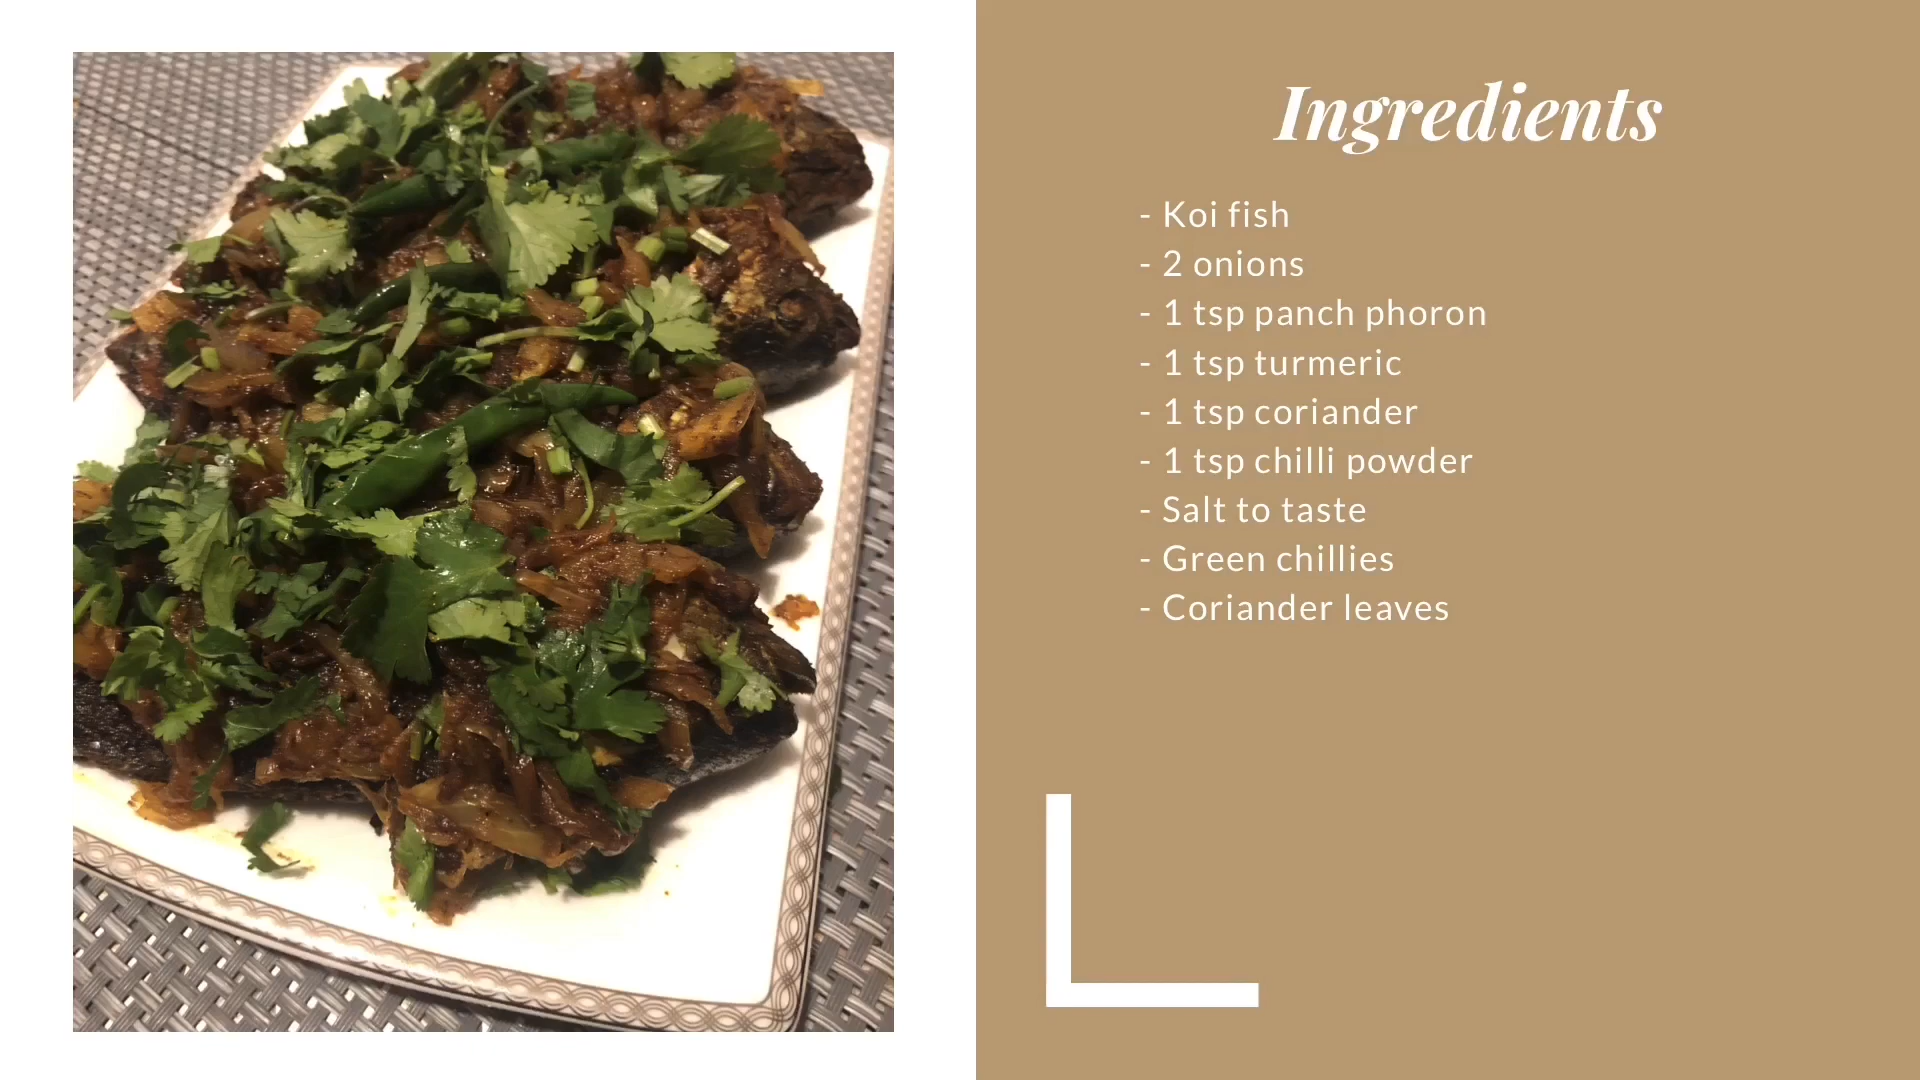 Ingredients
- Koi fish
- 2 onions
- 1 tsp panch phoron
- 1 tsp turmeric
- 1 tsp coriander
- 1 tsp chilli powder
- Salt to taste
- Green chillies
- Coriander leaves